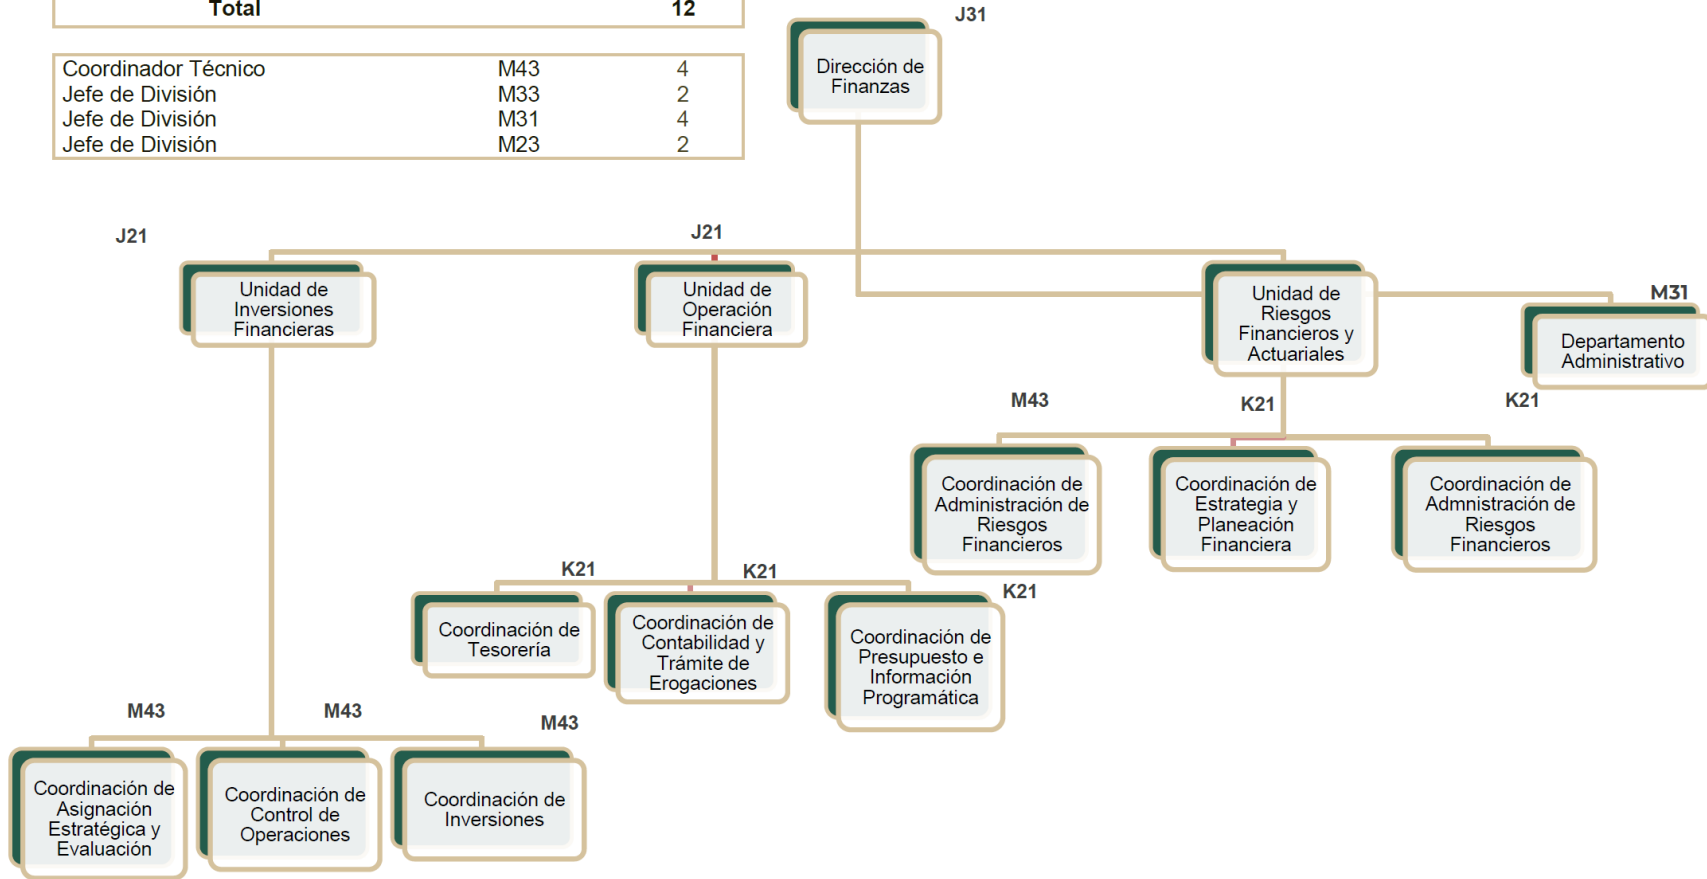 Total 12
Coordinador Técnico M43 4
Jefe de División M33 2
Jefe de División M31 4
Jefe de División M23 2
J31
Dirección de
Finanzas
J21
J21
Unidad de
Inversiones
Financieras
Unidad de
Operación
Financiera
Unidad de
Riesgos
Financieros y
Actuariales
M31
Departamento
Administrativo
M43
K21
K21
Coordinación de
Administración de
Riesgos
Financieros
Coordinación de
Estrategia y
Planeación
Financiera
Coordinación de
Admnistración de
Riesgos
Financieros
K21
K21
K21
Coordinación de
Tesorería
Coordinación de
Contabilidad y
Trámite de
Erogaciones
Coordinación de
Presupuesto e
Información
Programática
M43
M43
M43
Coordinación de
Asignación
Estratégica y
Evaluación
Coordinación de
Control de
Operaciones
Coordinación de
Inversiones